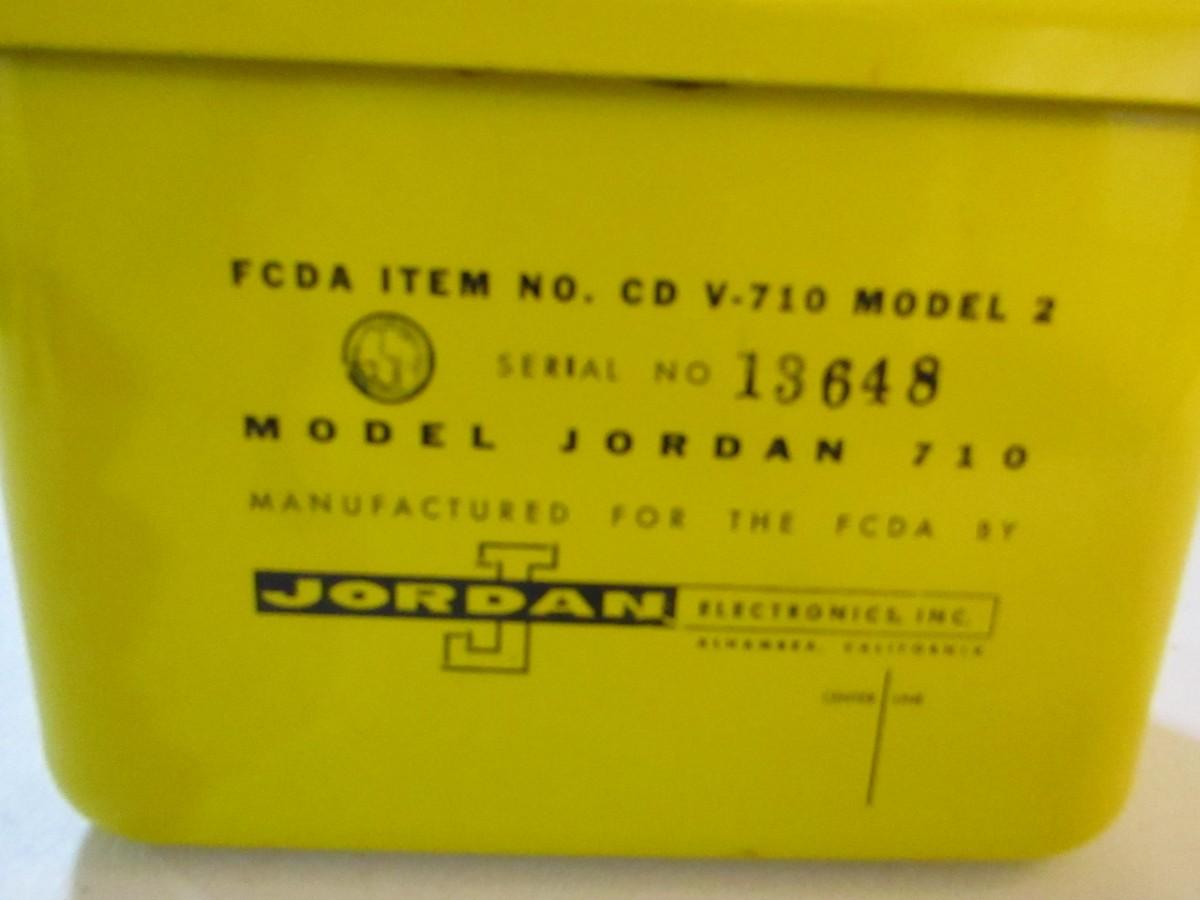 FCDA ITEM NO. CD V-710 MODEL 2
SERIAL NO 13648
MODEL JORDAN 710
MANUFACTURED FOR THE FCDA BY
JORDAN ELECTRONICS, INC.
ALHAMBRA, CALIFORNIA
CENTER LINE